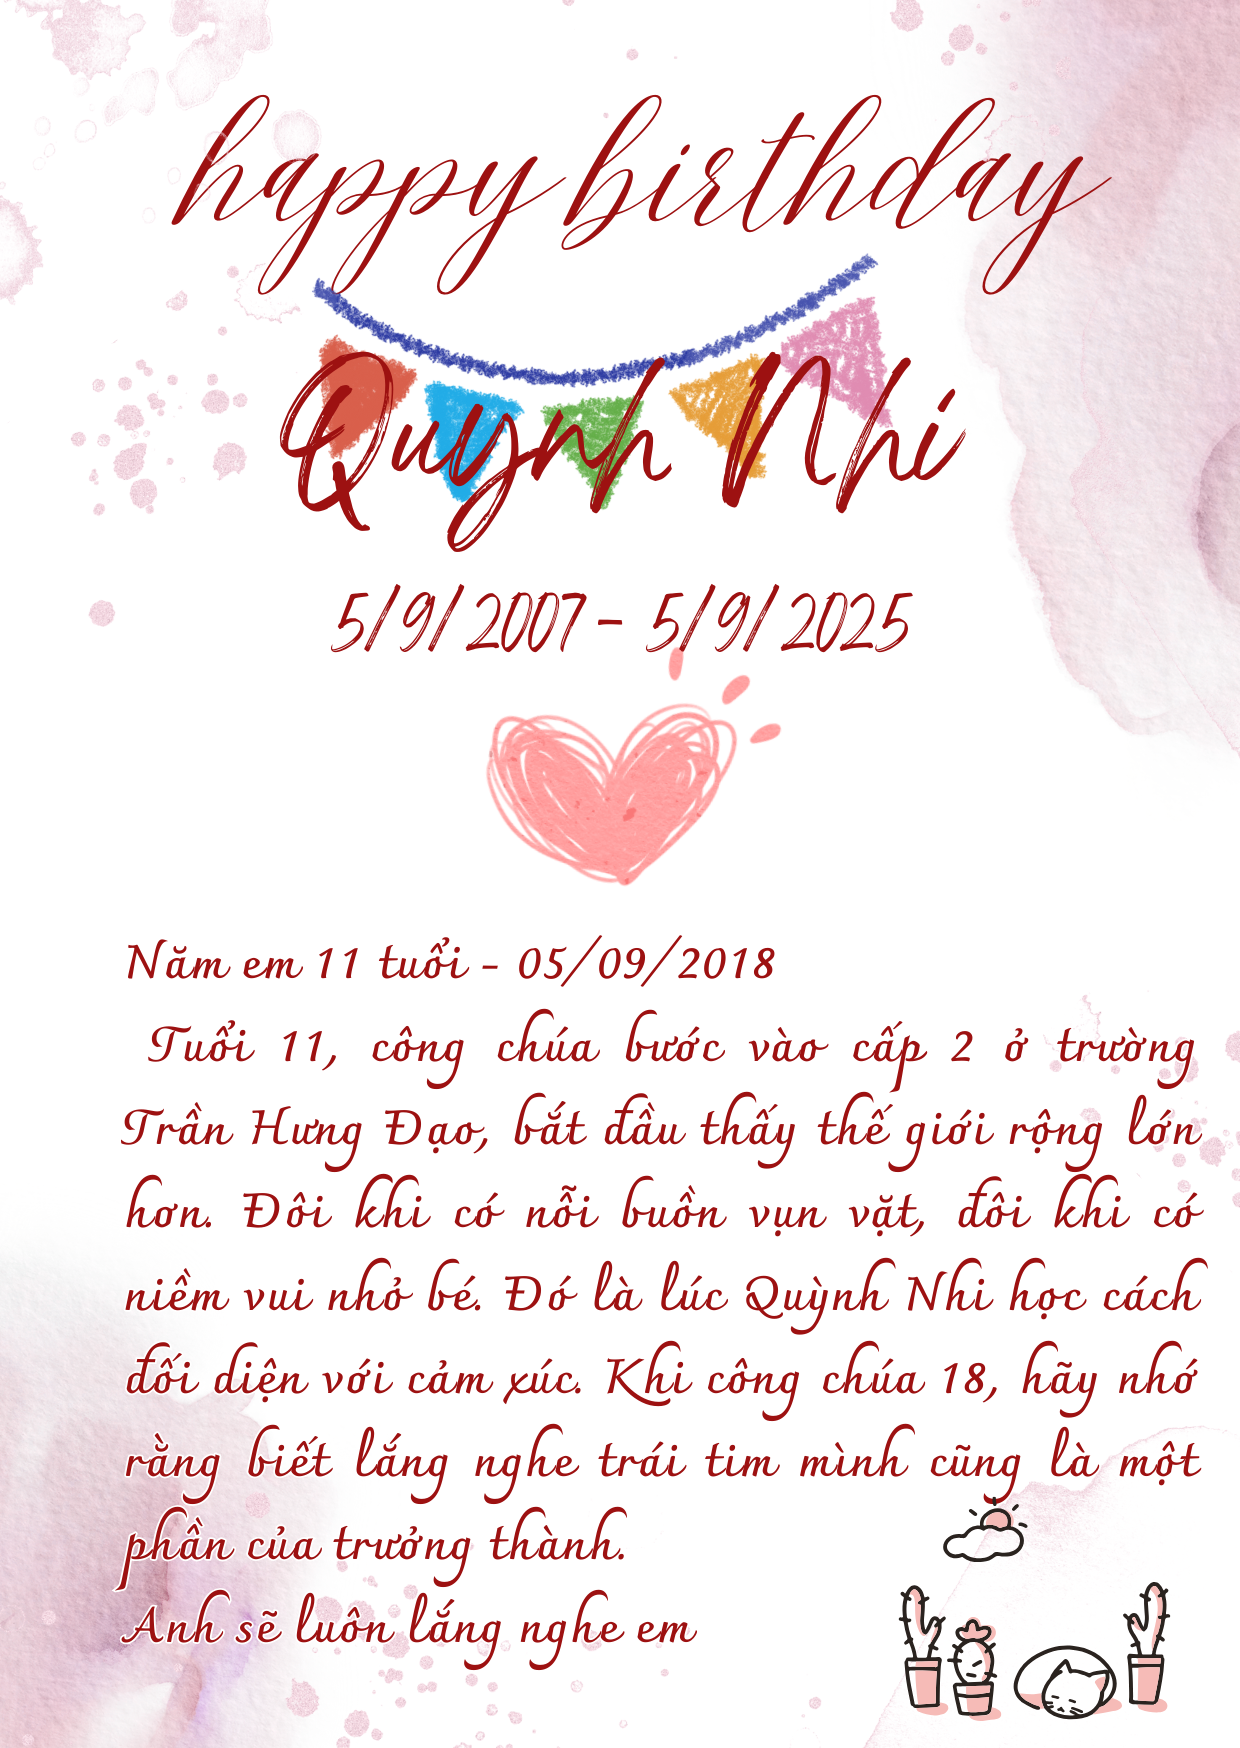 happy birthday
Quỳnh Nhi
5/9/2007 - 5/9/2025
Năm em 11 tuổi - 05/09/2018
Tuổi 11, công chúa bước vào cấp 2 ở trường
Trần Hưng Đạo, bắt đầu thấy thế giới rộng lớn
hơn. Đôi khi có nỗi buồn vụn vặt, đôi khi có
niềm vui nhỏ bé. Đó là lúc Quỳnh Nhi học cách
đối diện với cảm xúc. Khi công chúa 18, hãy nhớ
rằng biết lắng nghe trái tim mình cũng là một
phần của trưởng thành.
Anh sẽ luôn lắng nghe em